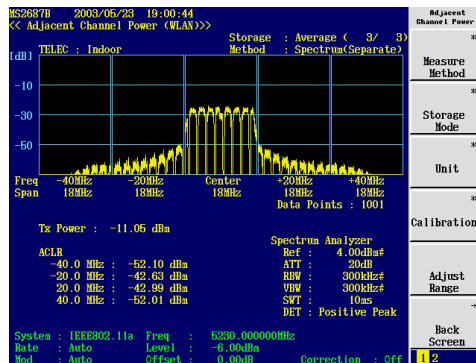 MS2687B 2003/05/23 19:00:44
<< Adjacent Channel Power (WLAN)>>>
Storage : Average ( 3/ 3)
TELEC : Indoor Method : Spectrum(Separate)
[dB]
-10
-30
-50
Freq -40MHz -20MHz Center +20MHz +40MHz
Span 18MHz 18MHz 18MHz 18MHz 18MHz
Data Points : 1001
Tx Power : -11.05 dBm
ACLR
-40.0 MHz : -52.10 dBm
-20.0 MHz : -42.63 dBm
20.0 MHz : -42.99 dBm
40.0 MHz : -52.01 dBm
Spectrum Analyzer
Ref : 4.00dBm#
ATT : 20dB
RBW : 300kHz#
VBW : 300kHz#
SWT : 10ms
DET : Positive Peak
System : IEEE802.11a Freq : 5230.000000MHz
Rate : Auto Level : -6.00dBm
Mod : Auto Offset : 0.00dB Correction : Off
Adjacent
Channel Power
*
Measure
Method
*
Storage
Mode
*
Unit
*
Calibration
Adjust
Range
→
Back
Screen
1 2